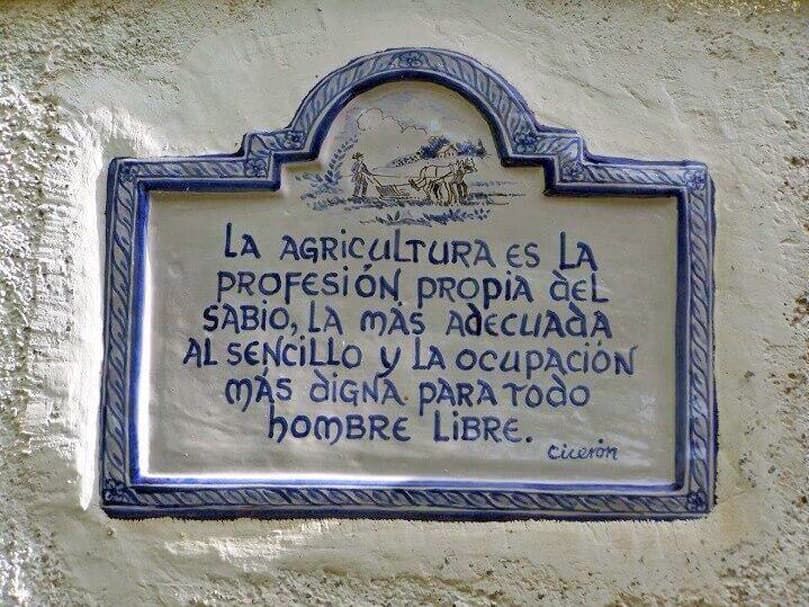 LA AGRICULTURA ES LA
PROFESIÓN PROPIA DEL
SABIO, LA MÁS ADECUADA
AL SENCILLO Y LA OCUPACIÓN
MÁS DIGNA PARA TODO
HOMBRE LIBRE.
Cicerón